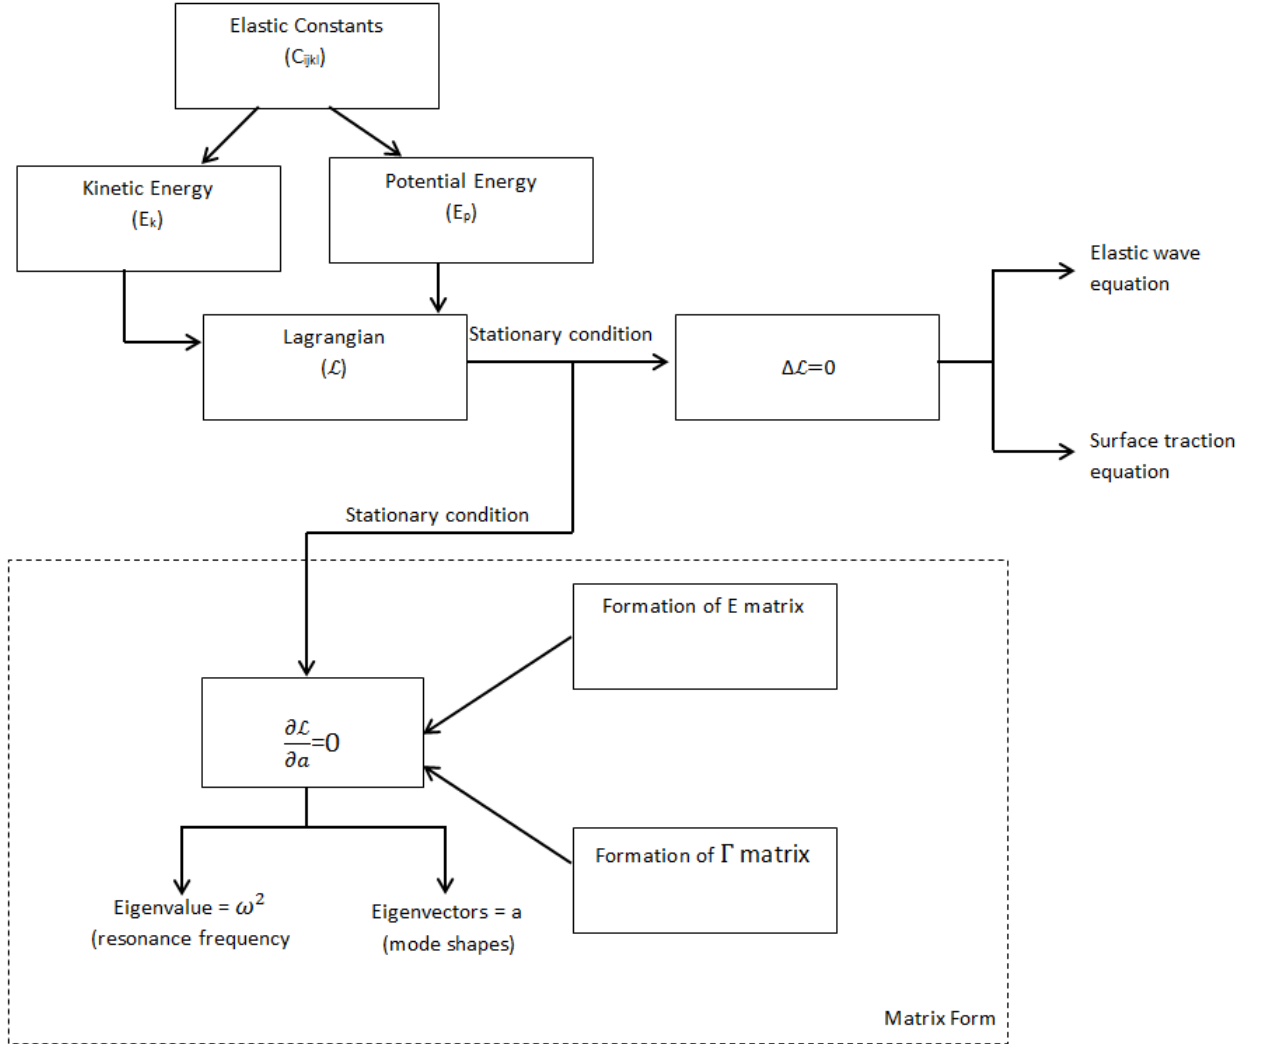 Elastic Constants
(Cijkl)
Kinetic Energy
(Eₖ)
Potential Energy
(Eₚ)
Lagrangian
(ℒ)
Stationary condition
Δℒ=0
Elastic wave
equation
Surface traction
equation
Stationary condition
Formation of E matrix
∂ℒ/∂a=0
Formation of Γ matrix
Eigenvalue = ω²
(resonance frequency
Eigenvectors = a
(mode shapes)
Matrix Form